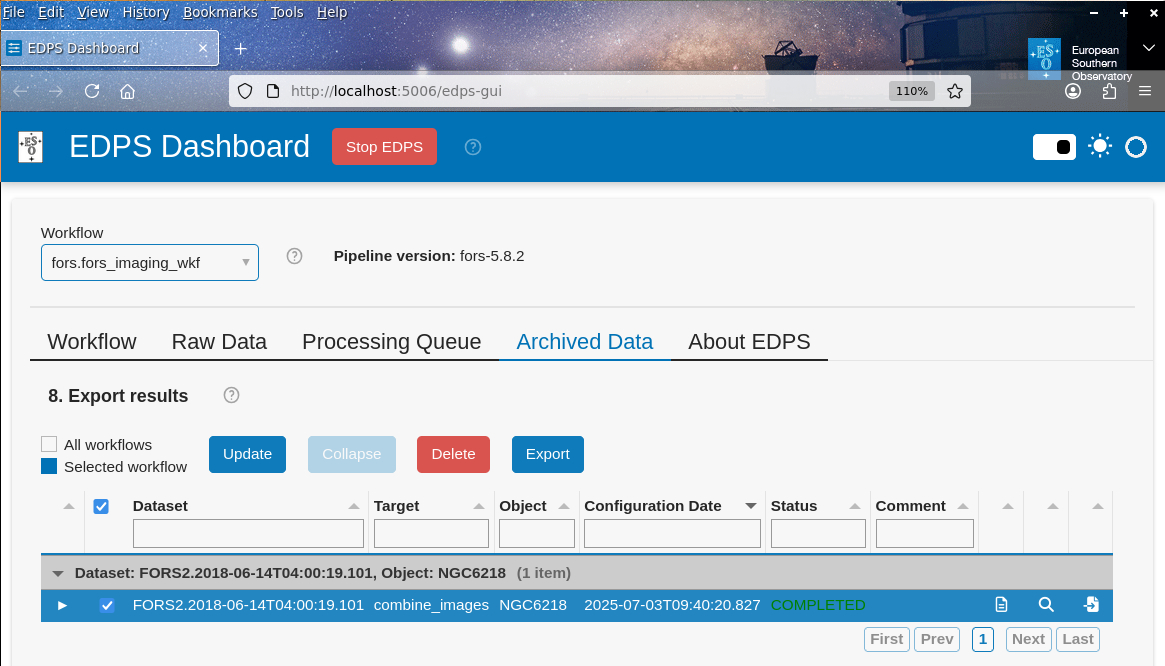 File Edit View History Bookmarks Tools Help
EDPS Dashboard
ESO
European
Southern
Observatory
http://localhost:5006/edps-gui 110%
ESO EDPS Dashboard Stop EDPS ?
Workflow
fors.fors_imaging_wkf ? Pipeline version: fors-5.8.2
Workflow Raw Data Processing Queue Archived Data About EDPS
8. Export results ?
All workflows
Selected workflow
Update Collapse Delete Export
Dataset Target Object Configuration Date Status Comment
Dataset: FORS2.2018-06-14T04:00:19.101, Object: NGC6218 (1 item)
FORS2.2018-06-14T04:00:19.101 combine_images NGC6218 2025-07-03T09:40:20.827 COMPLETED
First Prev 1 Next Last